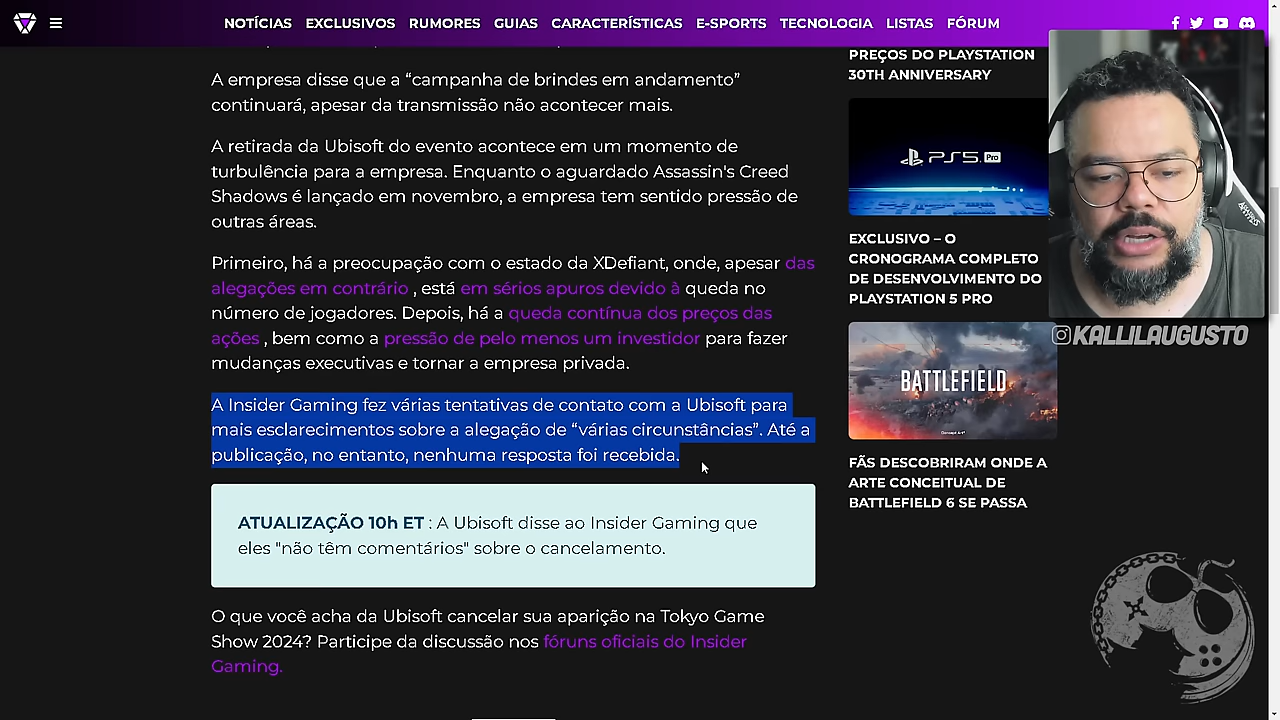 NOTÍCIAS EXCLUSIVOS RUMORES GUIAS CARACTERÍSTICAS E-SPORTS TECNOLOGIA LISTAS FÓRUM
A empresa disse que a “campanha de brindes em andamento”
continuará, apesar da transmissão não acontecer mais.
A retirada da Ubisoft do evento acontece em um momento de
turbulência para a empresa. Enquanto o aguardado Assassin's Creed
Shadows é lançado em novembro, a empresa tem sentido pressão de
outras áreas.
Primeiro, há a preocupação com o estado da XDefiant, onde, apesar das
alegações em contrário , está em sérios apuros devido à queda no
número de jogadores. Depois, há a queda contínua dos preços das
ações , bem como a pressão de pelo menos um investidor para fazer
mudanças executivas e tornar a empresa privada.
A Insider Gaming fez várias tentativas de contato com a Ubisoft para
mais esclarecimentos sobre a alegação de “várias circunstâncias”. Até a
publicação, no entanto, nenhuma resposta foi recebida.
ATUALIZAÇÃO 10h ET : A Ubisoft disse ao Insider Gaming que
eles "não têm comentários" sobre o cancelamento.
O que você acha da Ubisoft cancelar sua aparição na Tokyo Game
Show 2024? Participe da discussão nos fóruns oficiais do Insider
Gaming.
PREÇOS DO PLAYSTATION
30TH ANNIVERSARY
PS5 Pro
EXCLUSIVO – O
CRONOGRAMA COMPLETO
DE DESENVOLVIMENTO DO
PLAYSTATION 5 PRO
KALLILAUGUSTO
BATTLEFIELD
Concept Art
FÃS DESCOBRIRAM ONDE A
ARTE CONCEITUAL DE
BATTLEFIELD 6 SE PASSA